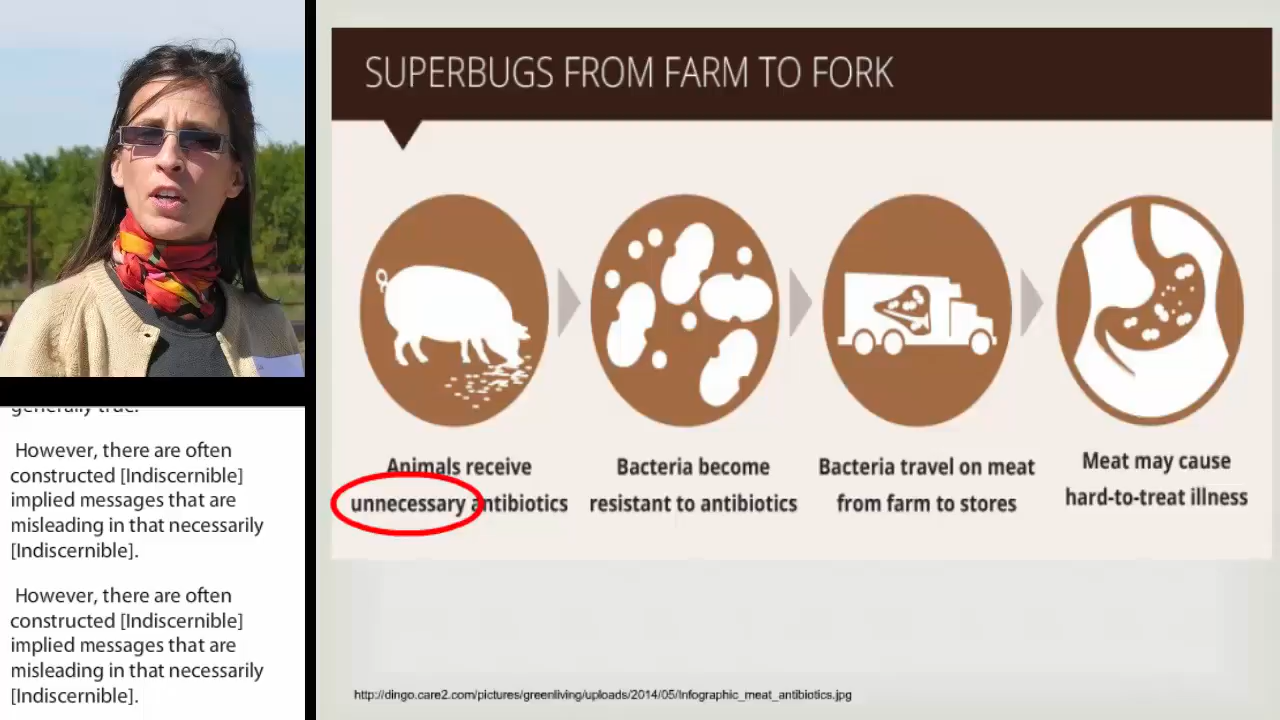 SUPERBUGS FROM FARM TO FORK
Animals receive
unnecessary antibiotics
Bacteria become
resistant to antibiotics
Bacteria travel on meat
from farm to stores
Meat may cause
hard-to-treat illness
http://dingo.care2.com/pictures/greenliving/uploads/2014/05/Infographic_meat_antibiotics.jpg
generally true.
However, there are often
constructed [Indiscernible]
implied messages that are
misleading in that necessarily
[Indiscernible].
However, there are often
constructed [Indiscernible]
implied messages that are
misleading in that necessarily
[Indiscernible].